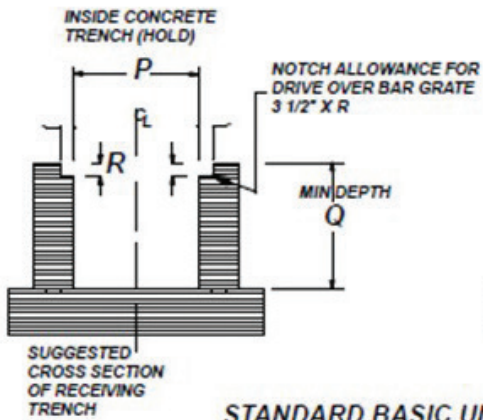 INSIDE CONCRETE
TRENCH (HOLD)
P
NOTCH ALLOWANCE FOR
DRIVE OVER BAR GRATE
3 1/2" X R
CL
R
MIN DEPTH
Q
SUGGESTED
CROSS SECTION
OF RECEIVING
TRENCH
STANDARD BASIC